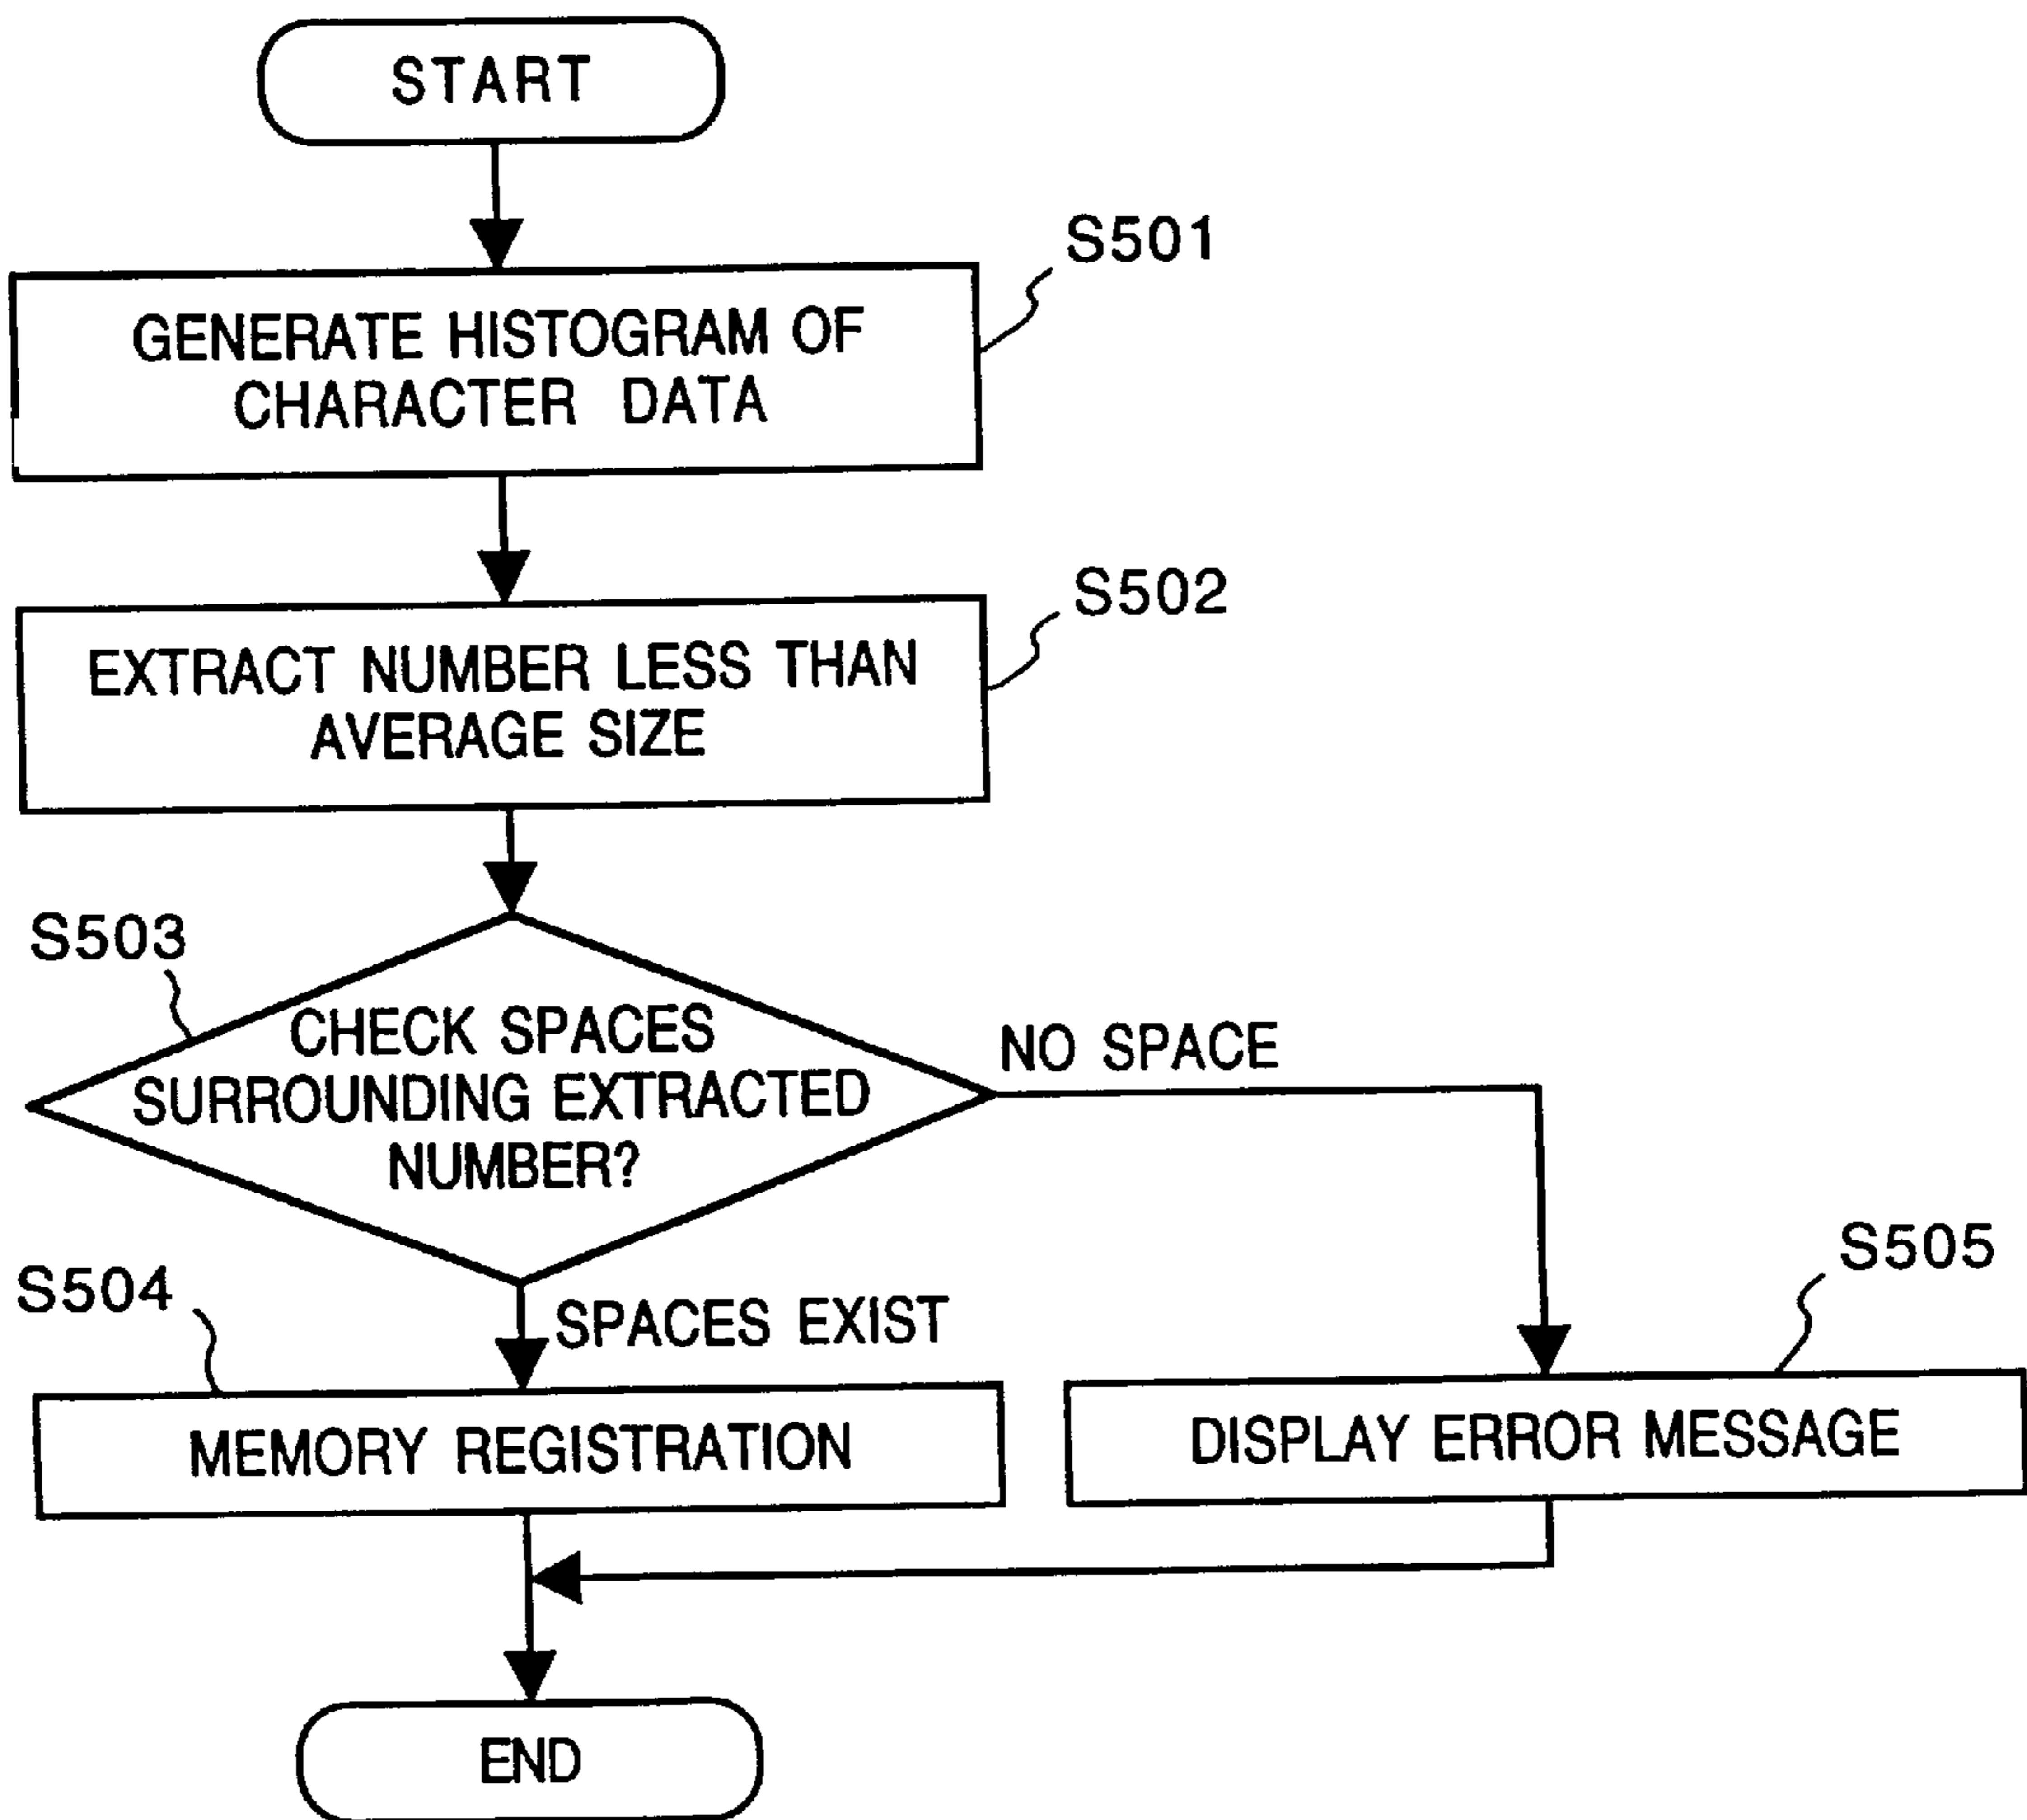 START
S501
GENERATE HISTOGRAM OF
CHARACTER DATA
S502
EXTRACT NUMBER LESS THAN
AVERAGE SIZE
S503
CHECK SPACES
SURROUNDING EXTRACTED
NUMBER?
NO SPACE
S504
SPACES EXIST
S505
MEMORY REGISTRATION
DISPLAY ERROR MESSAGE
END